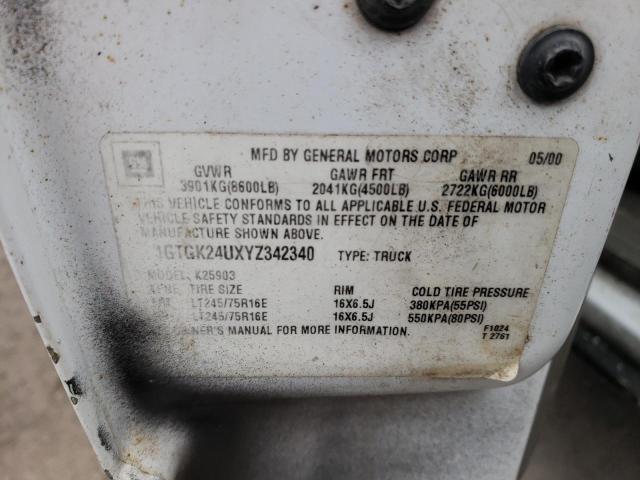 MFD BY GENERAL MOTORS CORP 05/00
GVWR GAWR FRT GAWR RR
3901KG(8600LB) 2041KG(4500LB) 2722KG(6000LB)
THIS VEHICLE CONFORMS TO ALL APPLICABLE U.S. FEDERAL MOTOR
VEHICLE SAFETY STANDARDS IN EFFECT ON THE DATE OF
MANUFACTURE SHOWN ABOVE.
1GTGK24UXYZ342340 TYPE: TRUCK
MODEL: K25903
TIRE SIZE RIM COLD TIRE PRESSURE
LT245/75R16E 16X6.5J 380KPA(55PSI)
LT245/75R16E 16X6.5J 550KPA(80PSI)
OWNER'S MANUAL FOR MORE INFORMATION.
F1024
T 2761